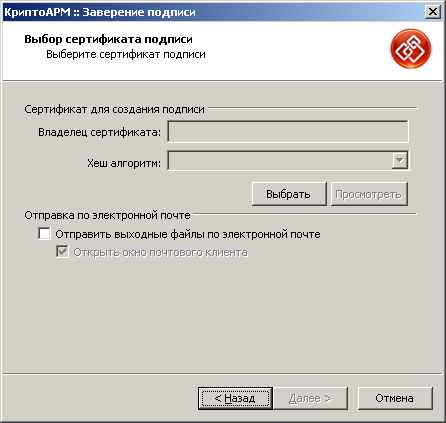 КриптоАРМ :: Заверение подписи
Выбор сертификата подписи
Выберите сертификат подписи
Сертификат для создания подписи
Владелец сертификата:
Хеш алгоритм:
Выбрать Просмотреть
Отправка по электронной почте
Отправить выходные файлы по электронной почте
Открыть окно почтового клиента
< Назад Далее > Отмена